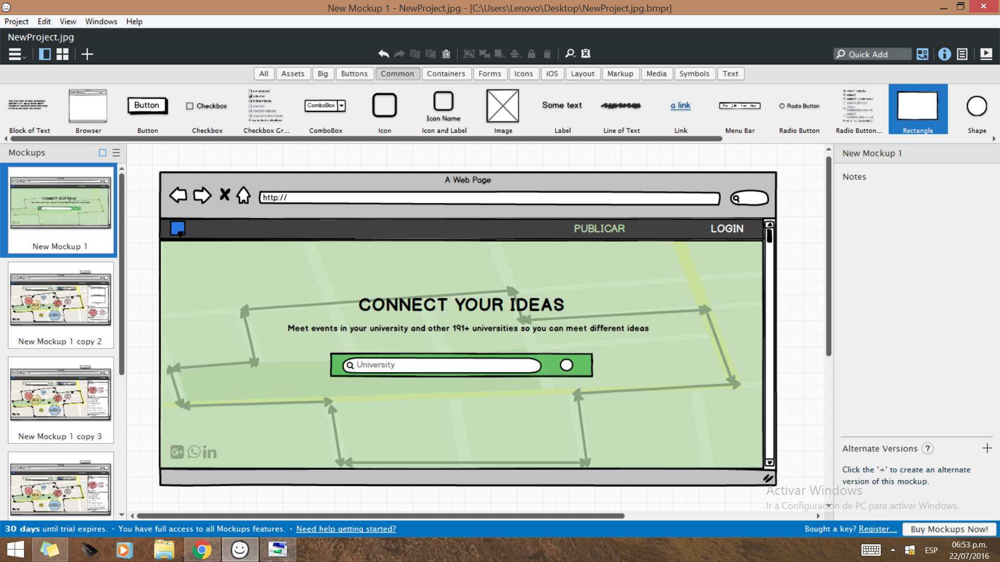 New Mockup 1 - NewProject.jpg - [C:\Users\Lenovo\Desktop\NewProject.jpg.bmpr]
Project Edit View Windows Help
NewProject.jpg
Quick Add
All Assets Big Buttons Common Containers Forms Icons iOS Layout Markup Media Symbols Text
Button Checkbox ComboBox Icon Name Some text a link Radio Button
Block of Text Browser Button Checkbox Checkbox Gr... ComboBox Icon Icon and Label Image Label Line of Text Link Menu Bar Radio Button Radio Button... Rectangle Shape
Mockups
New Mockup 1
New Mockup 1 copy 2
New Mockup 1 copy 3
A Web Page
http://
PUBLICAR LOGIN
CONNECT YOUR IDEAS
Meet events in your university and other 191+ universities so you can meet different ideas
University
G+ in
New Mockup 1
Notes
Alternate Versions ? +
Click the '+' to create an alternate
version of this mockup.
Activar Windows
Ir a Configuración de PC para activar Windows.
30 days until trial expires. · You have full access to all Mockups features. · Need help getting started?
Bought a key? Register... Buy Mockups Now!
ESP
06:53 p.m.
22/07/2016